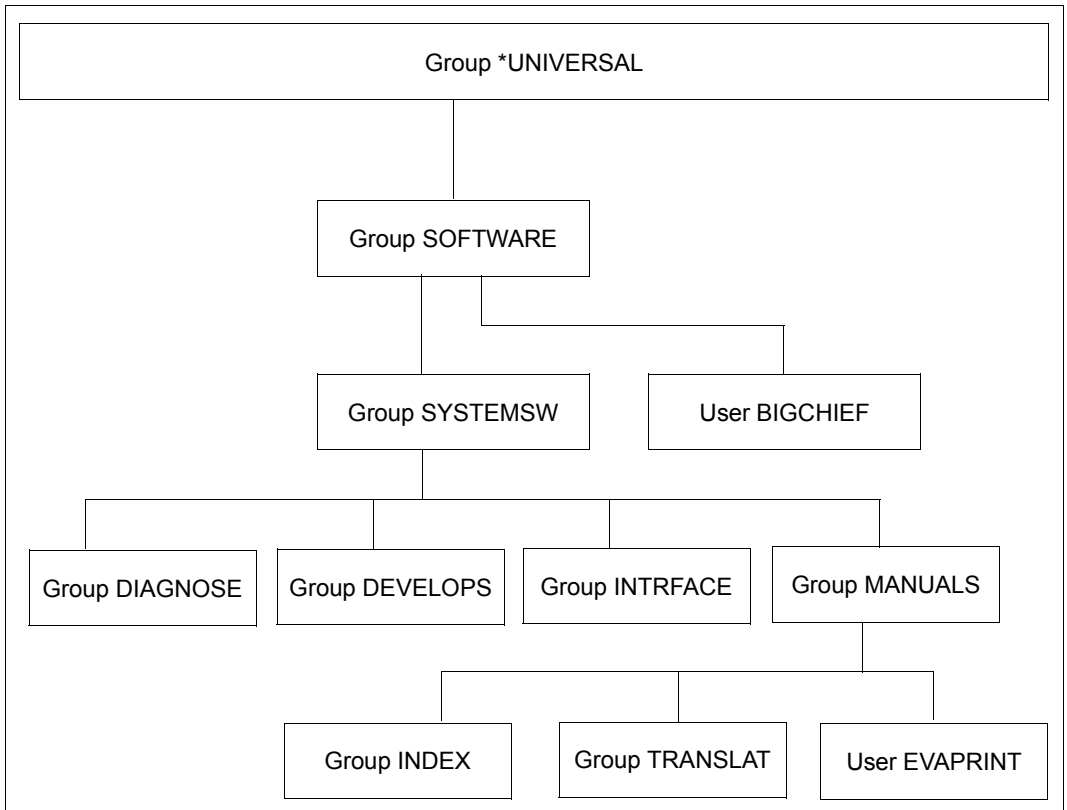 Group *UNIVERSAL
Group SOFTWARE
Group SYSTEMSW
User BIGCHIEF
Group DIAGNOSE
Group DEVELOPS
Group INTRFACE
Group MANUALS
Group INDEX
Group TRANSLAT
User EVAPRINT